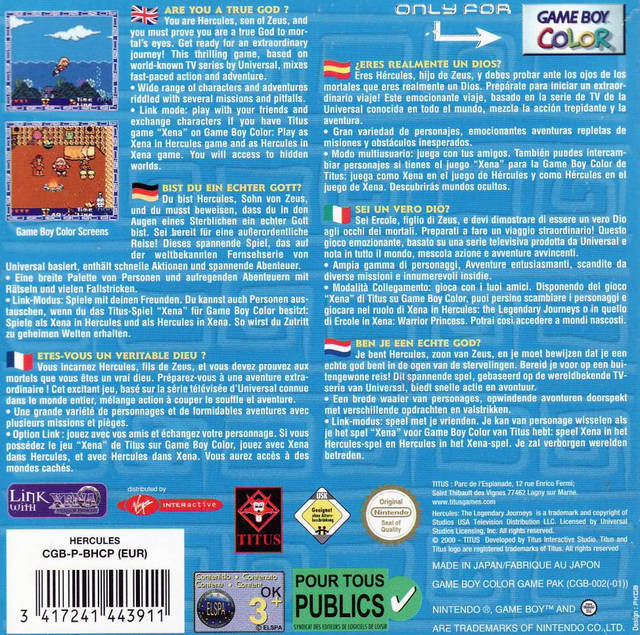 ARE YOU A TRUE GOD ?
You are Hercules, son of Zeus, and
you must prove you are a true God to mor-
tal's eyes. Get ready for an extraordinary
journey! This thrilling game, based on
world-known TV series by Universal, mixes
fast-paced action and adventure.
• Wide range of characters and adventures
riddled with several missions and pitfalls.
• Link mode: play with your friends and
exchange characters if you have Titus
game "Xena" on Game Boy Color: Play as
Xena in Hercules game and as Hercules in
Xena game. You will access to hidden
worlds.
Game Boy Color Screens
BIST DU EIN ECHTER GOTT?
Du bist Hercules, Sohn von Zeus,
und du musst beweisen, dass du in den
Augen eines Sterblichen ein echter Gott
bist. Sei bereit für eine außerordentliche
Reise! Dieses spannende Spiel, das auf
der weltbekannten Fernsehserie von
Universal basiert, enthält schnelle Aktionen und spannende Abenteuer.
• Eine breite Palette von Personen und aufregenden Abenteuern mit
Rätseln und vielen Fallstricken.
• Link-Modus: Spiele mit deinen Freunden. Du kannst auch Personen aus-
tauschen, wenn du das Titus-Spiel "Xena" für Game Boy Color besitzt:
Spiele als Xena in Hercules und als Hercules in Xena. So wirst du Zutritt
zu geheimen Welten erhalten.
ETES-VOUS UN VERITABLE DIEU ?
Vous incarnez Hercules, fils de Zeus, et vous devez prouver aux
mortels que vous êtes un vrai dieu. Préparez-vous à une aventure extra-
ordinaire ! Cet excitant jeu, basé sur la série télévisée d'Universal connue
dans le monde entier, mélange action à couper le souffle et aventure.
• Une grande variété de personnages et de formidables aventures avec
plusieurs missions et pièges.
• Option Link : jouez avec vos amis et échangez votre personnage. Si vous
possédez le jeu "Xena" de Titus sur Game Boy Color, jouez avec Xena
dans Hercules, et avec Hercules dans Xena. Vous aurez accès à des
mondes cachés.
ONLY FOR
GAME BOY
COLOR
¿ERES REALMENTE UN DIOS?
Eres Hércules, hijo de Zeus, y debes probar ante los ojos de los
mortales que eres realmente un Dios. Prepárate para iniciar un extraor-
dinario viaje! Este emocionante viaje, basado en la serie de TV de la
Universal conocida en todo el mundo, mezcla la acción trepidante y la
aventura.
• Gran variedad de personajes, emocionantes aventuras repletas de
misiones y obstáculos inesperados.
• Modo multiusuario: juega con tus amigos. También puedes intercam-
biar personajes si tienes el juego "Xena" para la Game Boy Color de
Titus: juega como Xena en el juego de Hércules y como Hércules en el
juego de Xena. Descubrirás mundos ocultos.
SEI UN VERO DIO?
Sei Ercole, figlio di Zeus, e devi dimostrare di essere un vero Dio
agli occhi dei mortali. Preparati a fare un viaggio straordinario! Questo
gioco emozionante, basato su una serie televisiva prodotta da Universal e
nota in tutto il mondo, mescola azione e avventure avvincenti.
• Ampia gamma di personaggi, Avventure entusiasmanti, scandite da
diverse missioni e innumerevoli insidie.
• Modalità Collegamento: gioca con i tuoi amici. Disponendo del gioco
"Xena" di Titus su Game Boy Color, puoi persino scambiare i personaggi e
giocare nel ruolo di Xena in Hercules: the Legendary Journeys o in quello
di Ercole in Xena: Warrior Princess. Potrai così accedere a mondi nascosti.
BEN JE EEN ECHTE GOD?
Je bent Hercules, zoon van Zeus, en je moet bewijzen dat je een
echte god bent in de ogen van de stervelingen. Bereid je voor op een bui-
tengewone reis! Dit spannende spel, gebaseerd op de wereldbekende TV-
serie van Universal, biedt snelle actie en avontuur.
• Een brede waaier van personages, opwindende avonturen doorspekt
met verschillende opdrachten en valstrikken.
• Link-modus: speel met je vrienden. Je kan van personage wisselen als
je het spel "Xena" voor Game Boy Color van Titus hebt: speel Xena in het
Hercules-spel en Hercules in het Xena-spel. Je zal verborgen werelden
betreden.
LINK
WITH
XENA
distributed by
Virgin
INTERactive
TITUS
USK
Geeignet
ohne Alters-
beschränkung
Original
Nintendo
Seal of
Quality
TITUS : Parc de l'Esplanade, 12 rue Enrico Fermi;
Saint Thibault des Vignes 77462 Lagny sur Marne.
www.titusgames.com
Hercules: The Legendary Journeys is a trademark and copyright of
Studios USA Television Distribution LLC. Licensed by Universal
Studios Licensing, Inc. All rights reserved.
© 2000 - TITUS Developed by Titus Interactive Studio. Titus and
Titus logo are registered trademarks of Titus. All rights reserved
MADE IN JAPAN/FABRIQUE AU JAPON
GAME BOY COLOR GAME PAK (CGB-002(-01))
NINTENDO ®, GAME BOY™ AND
ARE TRADEMARKS OF NINTENDO CO.,LTD.
HERCULES
CGB-P-BHCP (EUR)
3 417241 443911
ELSPA
OK
3+
© ELSPA
POUR TOUS
PUBLICS
SYNDICAT DES EDITEURS DE LOGICIELS DE LOISIR